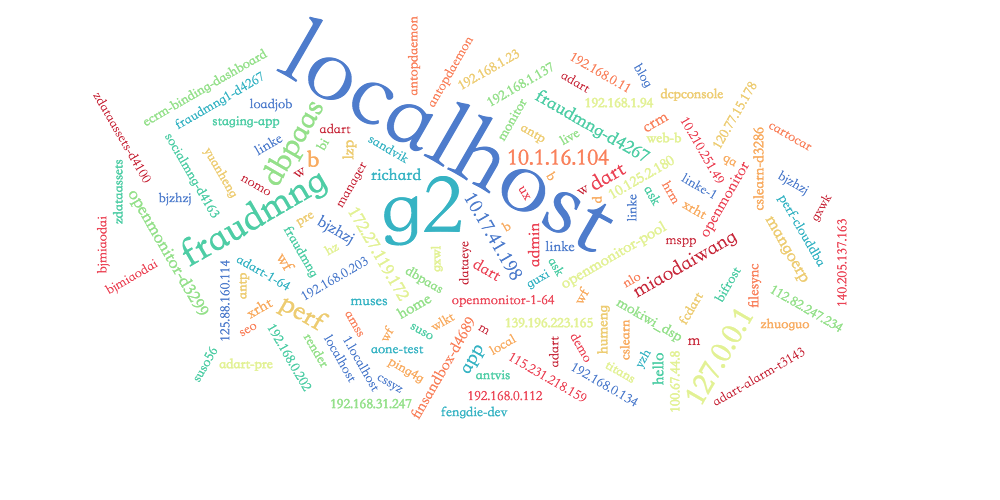 localhost
g2
antopdaemon
antopdaemon
192.168.1.23
192.168.0.11
blog
ecrm-binding-dashboard
fraudmng1-d4267
loadjob
staging-app
zdataassets-d4100
dbpaas
adart
bi
lzp
sandvik
192.168.1.137
monitor
antp
live
fraudmng-d4267
adart
192.168.1.94
dcpconsole
120.77.15.178
crm
web-b
10.210.251.49
qa
cslearn-d3286
cartocar
linke
b
w
nomo
yuanheng
socialmng-d4163
zdataassets
bjzhzj
openmonitor-d3299
fraudmng
manager
richard
10.1.16.104
b
ux
w
dart
d
10.125.2.180
ask
hrm
linke-1
xrht
openmonitor
bjzhzj
perf-clouddba
gxwk
mangoerp
linke
bjmiaodai
bjmiaodai
pre
bjzhzj
fraudmng
hz
172.27.119.172
10.17.41.198
b
admin
linke
ask
guxi
openmonitor-pool
mspp
miaodaiwang
nlo
140.205.137.163
125.88.160.114
adart-1-64
wf
antp
192.168.0.203
dbpaas
dataeye
dart
wf
bifrost
filesync
112.82.247.234
xrht
seo
perf
muses
home
openmonitor-1-64
mokiwi_dsp
fcdart
zhuoguo
127.0.0.1
suso56
adart-pre
192.168.0.202
render
amss
localhost
1.localhost
wf
suso
wlkt
aone-test
ping4g
cssyz
192.168.31.247
finsandbox-d4689
m
app
local
antvis
192.168.0.112
fengdie-dev
139.196.223.165
115.231.218.159
adart
demo
192.168.0.134
humeng
cslearn
titans
yzh
hello
100.67.44.8
m
adart-alarm-t3143